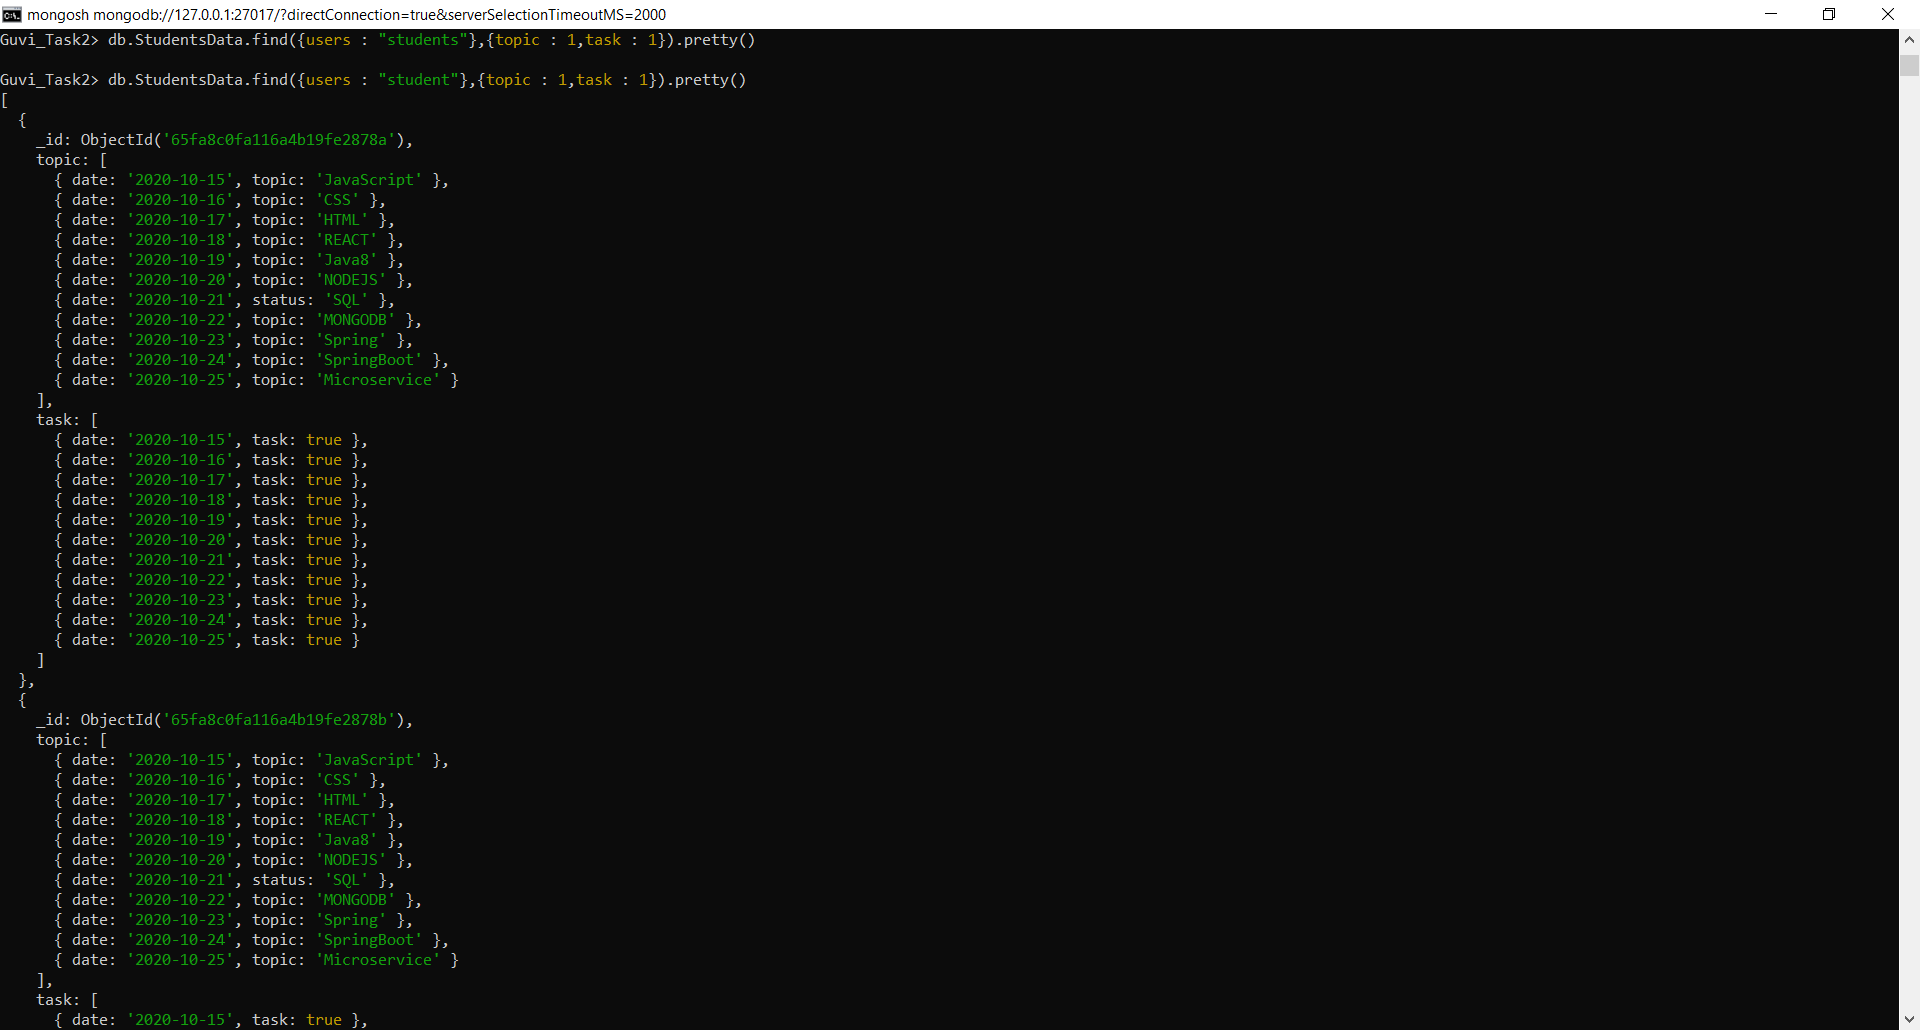 mongosh mongodb://127.0.0.1:27017/?directConnection=true&serverSelectionTimeoutMS=2000
Guvi_Task2> db.StudentsData.find({users : "students"},{topic : 1,task : 1}).pretty()

Guvi_Task2> db.StudentsData.find({users : "student"},{topic : 1,task : 1}).pretty()
[
  {
    _id: ObjectId('65fa8c0fa116a4b19fe2878a'),
    topic: [
      { date: '2020-10-15', topic: 'JavaScript' },
      { date: '2020-10-16', topic: 'CSS' },
      { date: '2020-10-17', topic: 'HTML' },
      { date: '2020-10-18', topic: 'REACT' },
      { date: '2020-10-19', topic: 'Java8' },
      { date: '2020-10-20', topic: 'NODEJS' },
      { date: '2020-10-21', status: 'SQL' },
      { date: '2020-10-22', topic: 'MONGODB' },
      { date: '2020-10-23', topic: 'Spring' },
      { date: '2020-10-24', topic: 'SpringBoot' },
      { date: '2020-10-25', topic: 'Microservice' }
    ],
    task: [
      { date: '2020-10-15', task: true },
      { date: '2020-10-16', task: true },
      { date: '2020-10-17', task: true },
      { date: '2020-10-18', task: true },
      { date: '2020-10-19', task: true },
      { date: '2020-10-20', task: true },
      { date: '2020-10-21', task: true },
      { date: '2020-10-22', task: true },
      { date: '2020-10-23', task: true },
      { date: '2020-10-24', task: true },
      { date: '2020-10-25', task: true }
    ]
  },
  {
    _id: ObjectId('65fa8c0fa116a4b19fe2878b'),
    topic: [
      { date: '2020-10-15', topic: 'JavaScript' },
      { date: '2020-10-16', topic: 'CSS' },
      { date: '2020-10-17', topic: 'HTML' },
      { date: '2020-10-18', topic: 'REACT' },
      { date: '2020-10-19', topic: 'Java8' },
      { date: '2020-10-20', topic: 'NODEJS' },
      { date: '2020-10-21', status: 'SQL' },
      { date: '2020-10-22', topic: 'MONGODB' },
      { date: '2020-10-23', topic: 'Spring' },
      { date: '2020-10-24', topic: 'SpringBoot' },
      { date: '2020-10-25', topic: 'Microservice' }
    ],
    task: [
      { date: '2020-10-15', task: true },